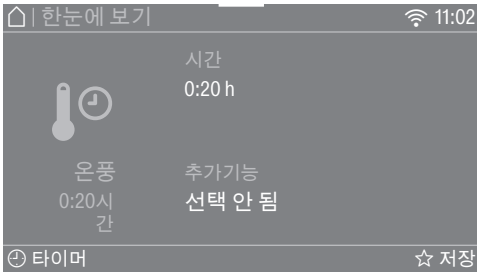 | 한눈에 보기 11:02
시간
0:20 h
온풍
0:20시
간
추가기능
선택 안 됨
타이머 저장